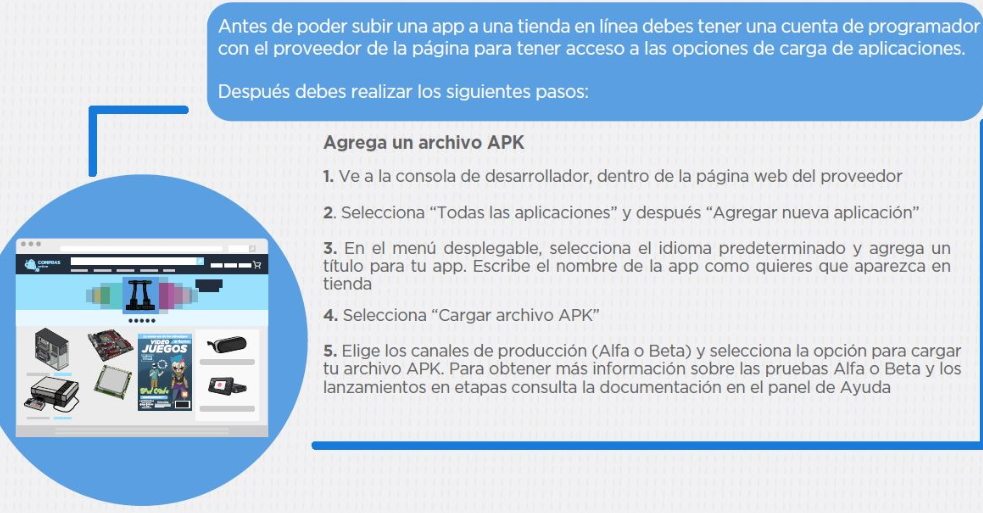 Antes de poder subir una app a una tienda en línea debes tener una cuenta de programador
con el proveedor de la página para tener acceso a las opciones de carga de aplicaciones.
Después debes realizar los siguientes pasos:
Agrega un archivo APK
1. Ve a la consola de desarrollador, dentro de la página web del proveedor
2. Selecciona “Todas las aplicaciones” y después “Agregar nueva aplicación”
3. En el menú desplegable, selecciona el idioma predeterminado y agrega un
título para tu app. Escribe el nombre de la app como quieres que aparezca en
tienda
4. Selecciona “Cargar archivo APK”
5. Elige los canales de producción (Alfa o Beta) y selecciona la opción para cargar
tu archivo APK. Para obtener más información sobre las pruebas Alfa o Beta y los
lanzamientos en etapas consulta la documentación en el panel de Ayuda
COMPRAS
VIDEO
JUEGOS